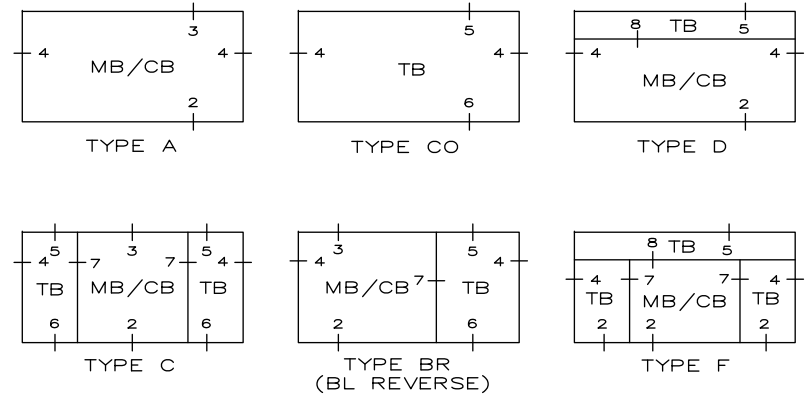 3
4 4
MB/CB
2
TYPE A
5
4 4
TB
6
TYPE CO
8 TB 5
4 4
MB/CB
2
TYPE D
5 3 5
4 7 7 4
TB MB/CB TB
6 2 6
TYPE C
3 5
4 4
MB/CB 7 TB
2 6
TYPE BR
(BL REVERSE)
8 TB 5
4 7 7 4
TB MB/CB TB
2 2 2
TYPE F